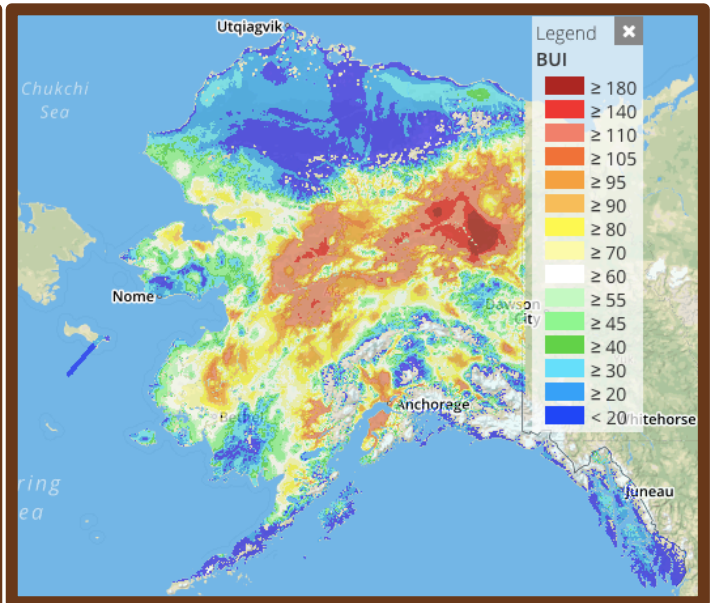 Utqiagvik
Chukchi
Sea
Legend ✖
BUI
≥ 180
≥ 140
≥ 110
≥ 105
≥ 95
≥ 90
≥ 80
≥ 70
≥ 60
≥ 55
≥ 45
≥ 40
≥ 30
≥ 20
< 20
Nome
Dawson
City
Anchorage
Bethel
Whitehorse
ring
ea
Juneau